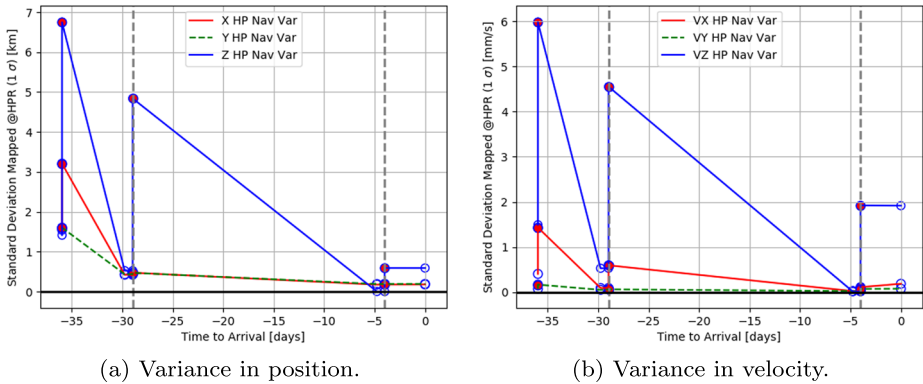 7
6
5
4
3
2
1
0
Standard Deviation Mapped @HPR (1 σ) [km]
X HP Nav Var
Y HP Nav Var
Z HP Nav Var
−35
−30
−25
−20
−15
−10
−5
0
Time to Arrival [days]
(a) Variance in position.
6
5
4
3
2
1
0
Standard Deviation Mapped @HPR (1 σ) [mm/s]
VX HP Nav Var
VY HP Nav Var
VZ HP Nav Var
−35
−30
−25
−20
−15
−10
−5
0
Time to Arrival [days]
(b) Variance in velocity.